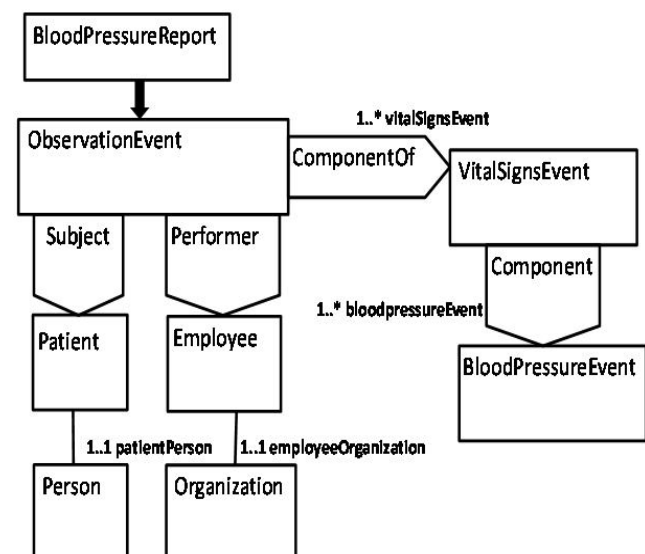 BloodPressureReport
1..* vitalSignsEvent
ObservationEvent
ComponentOf
VitalSignsEvent
Subject
Performer
Component
1..* bloodpressureEvent
Patient
Employee
BloodPressureEvent
1..1 patientPerson
1..1 employeeOrganization
Person
Organization